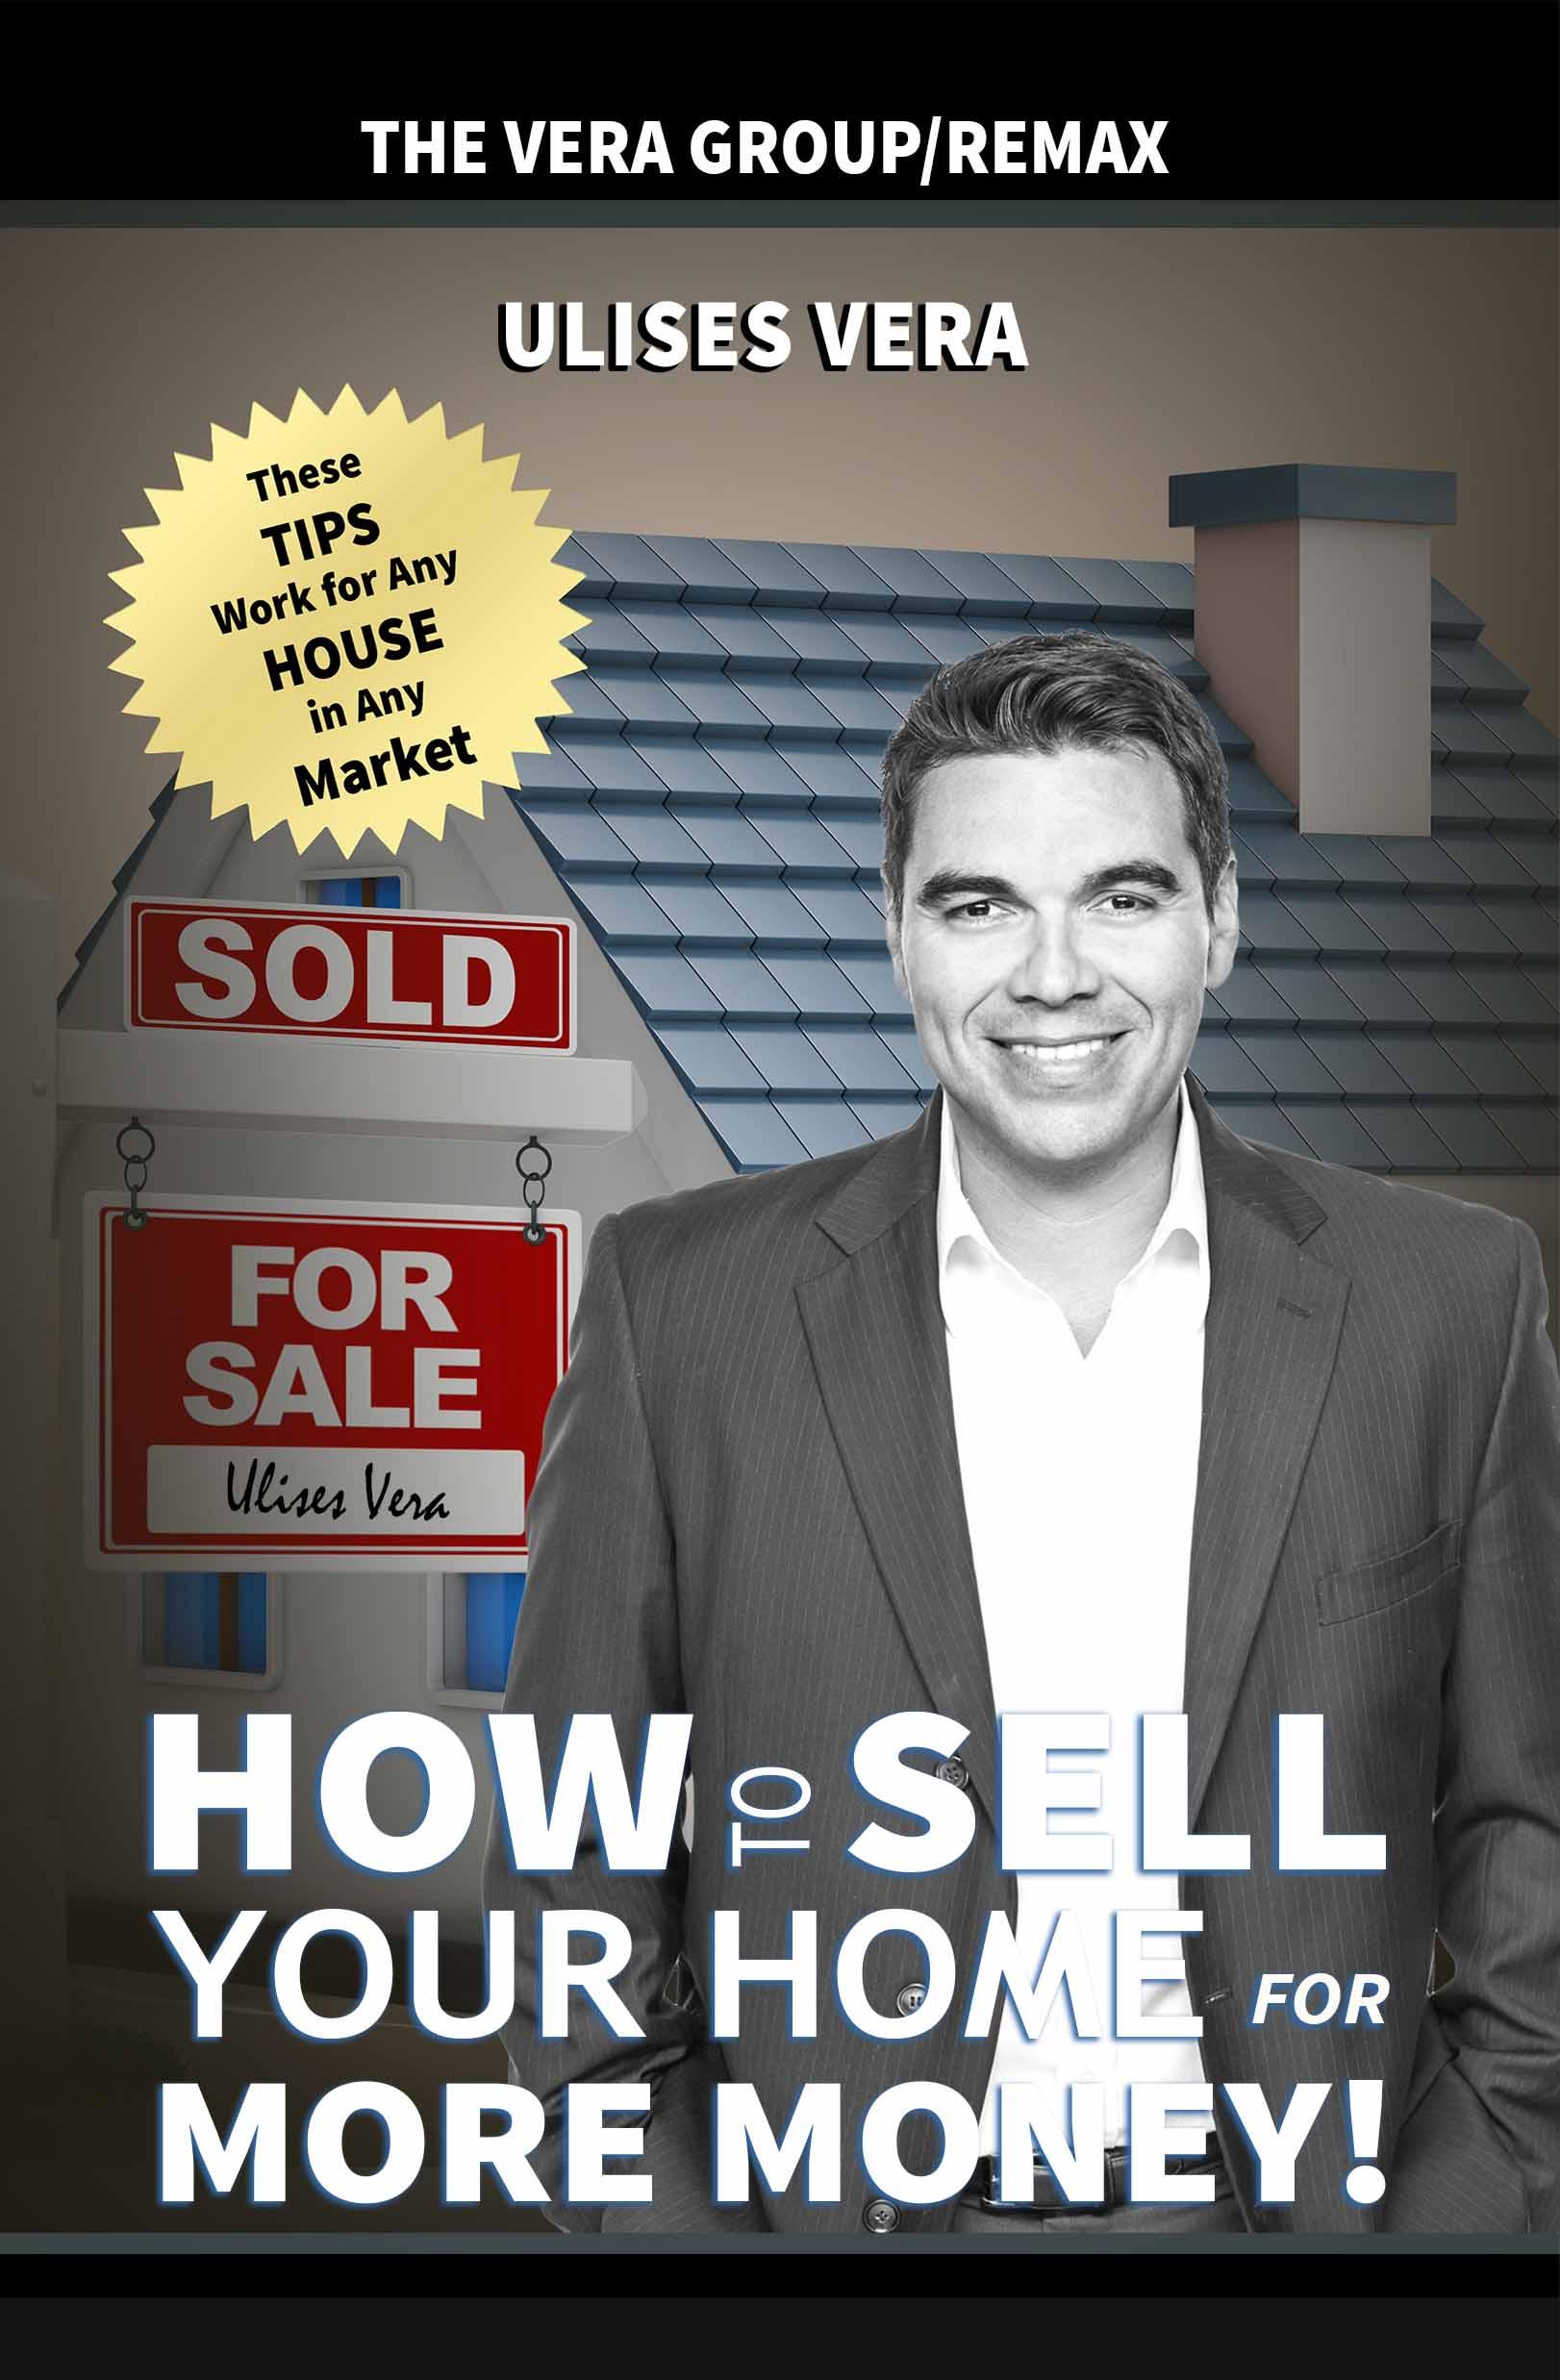 THE VERA GROUP/REMAX
ULISES VERA
These
TIPS
Work for Any
HOUSE
in Any
Market
SOLD
FOR
SALE
Ulises Vera
HOW TO SELL
YOUR HOME FOR
MORE MONEY!